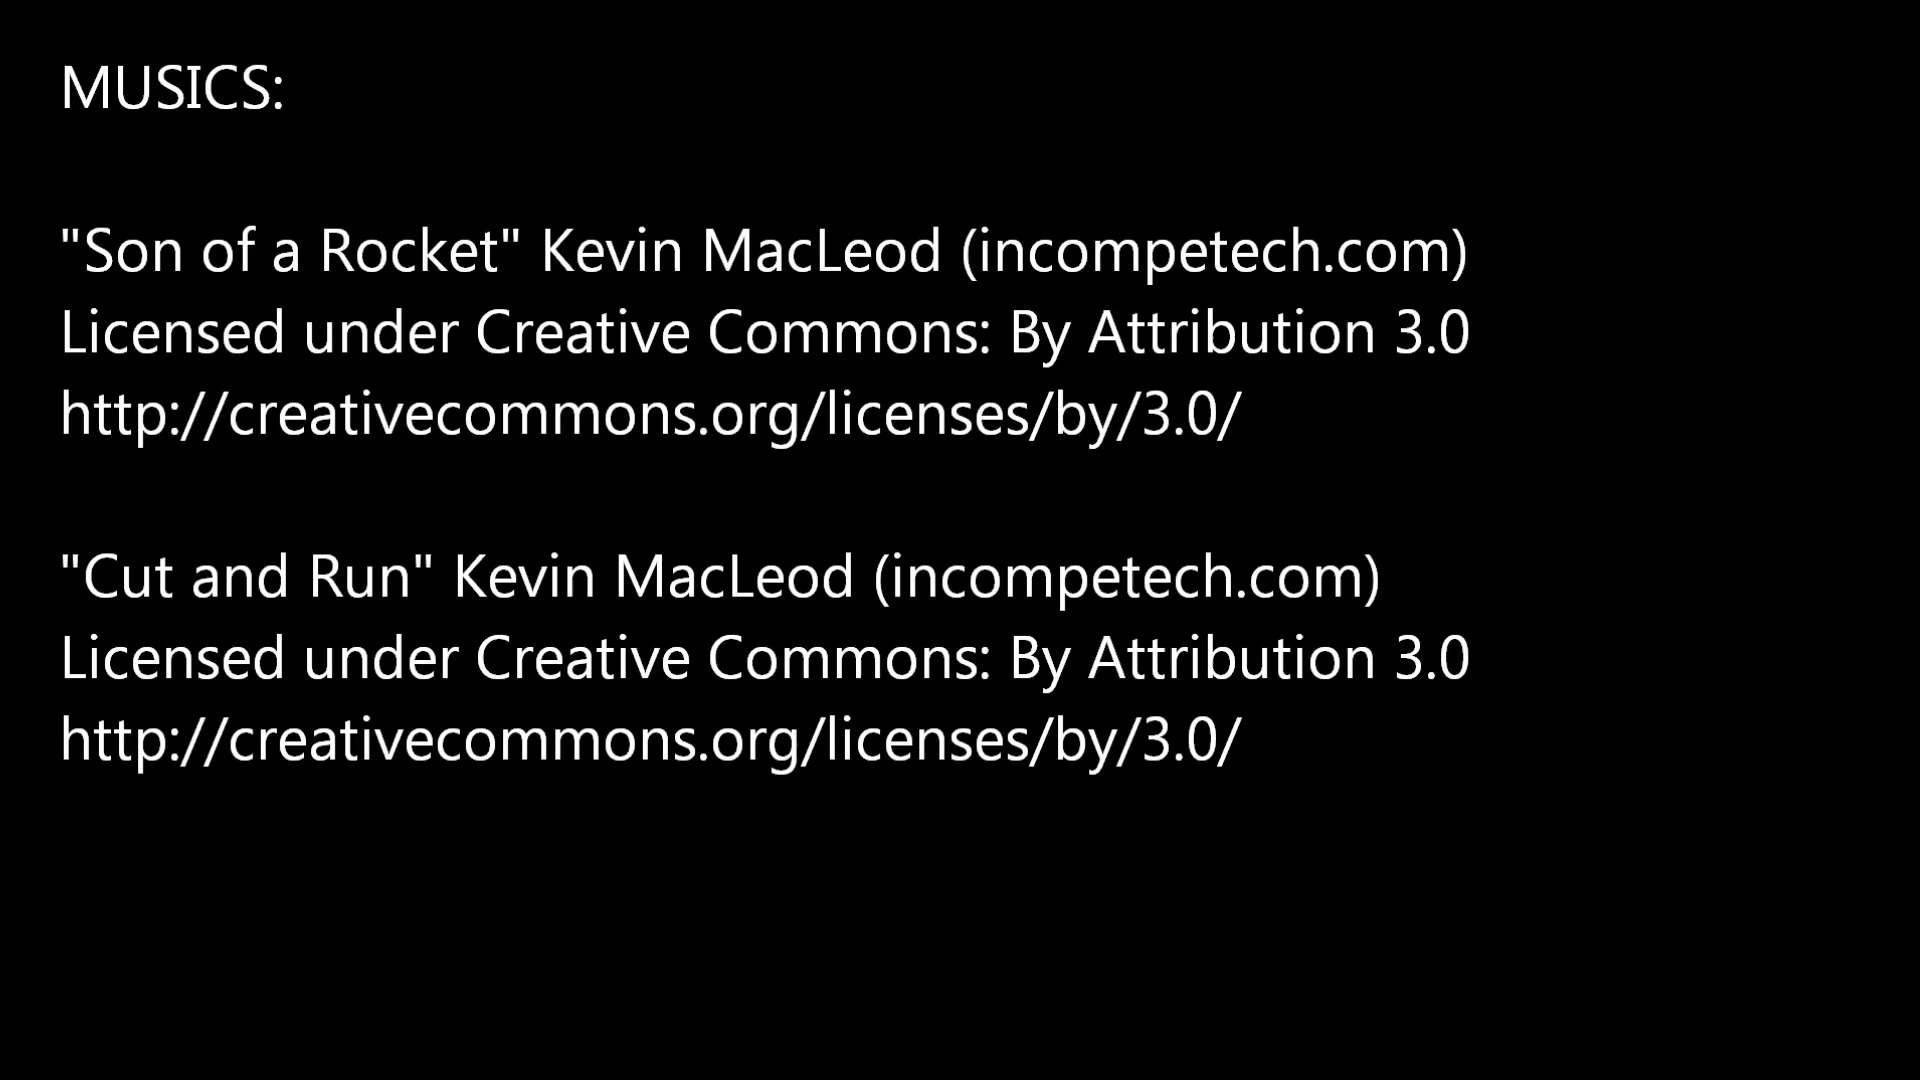 MUSICS:
"Son of a Rocket" Kevin MacLeod (incompetech.com)
Licensed under Creative Commons: By Attribution 3.0
http://creativecommons.org/licenses/by/3.0/
"Cut and Run" Kevin MacLeod (incompetech.com)
Licensed under Creative Commons: By Attribution 3.0
http://creativecommons.org/licenses/by/3.0/